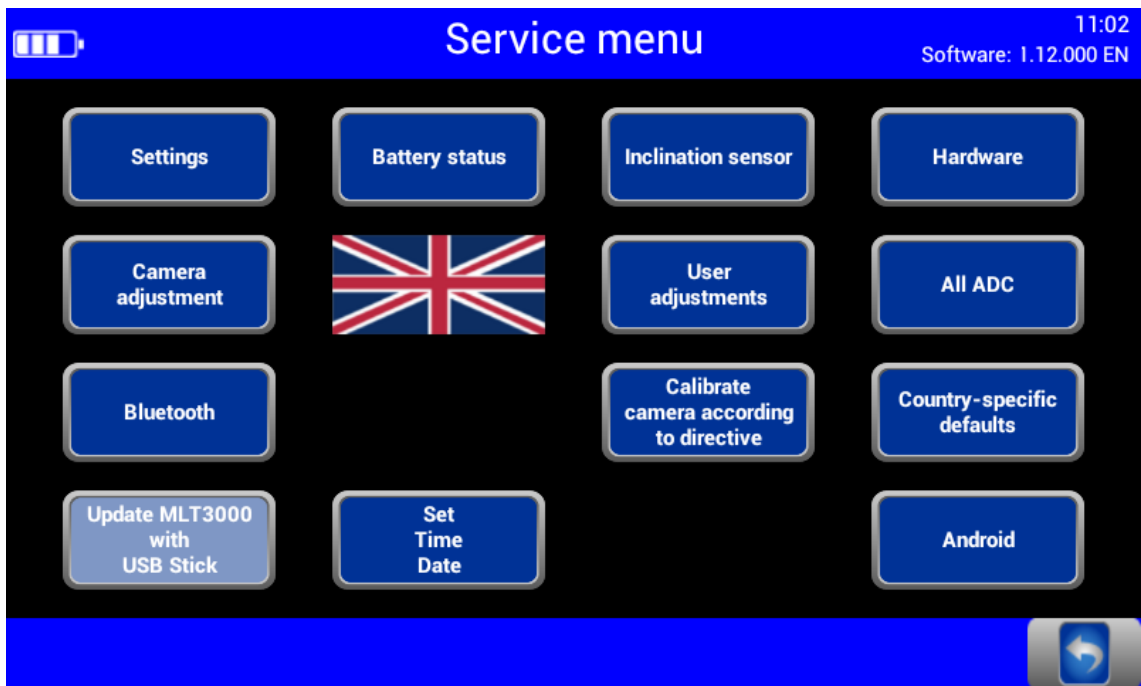 Service menu
11:02
Software: 1.12.000 EN
Settings
Battery status
Inclination sensor
Hardware
Camera
adjustment
User
adjustments
All ADC
Bluetooth
Calibrate
camera according
to directive
Country-specific
defaults
Update MLT3000
with
USB Stick
Set
Time
Date
Android